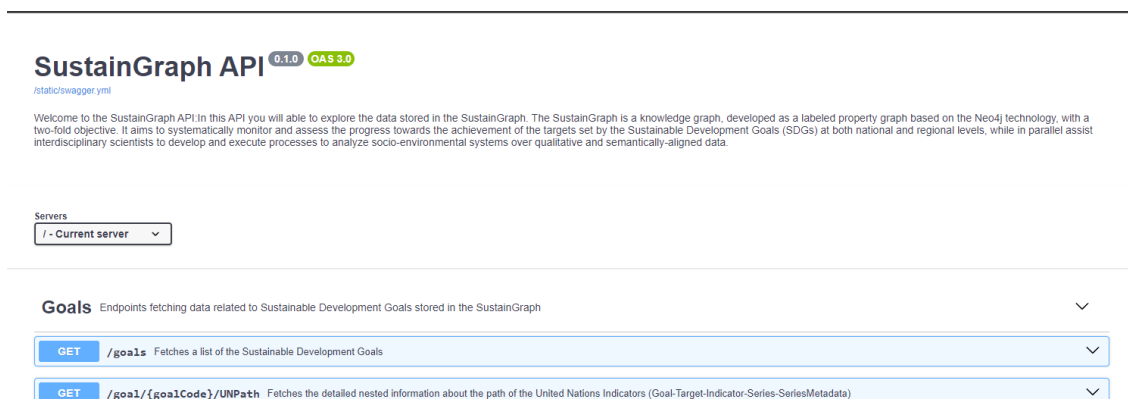 SustainGraph API 0.1.0 OAS 3.0
/static/swagger.yml
Welcome to the SustainGraph API:In this API you will able to explore the data stored in the SustainGraph. The SustainGraph is a knowledge graph, developed as a labeled property graph based on the Neo4j technology, with a
two-fold objective. It aims to systematically monitor and assess the progress towards the achievement of the targets set by the Sustainable Development Goals (SDGs) at both national and regional levels, while in parallel assist
interdisciplinary scientists to develop and execute processes to analyze socio-environmental systems over qualitative and semantically-aligned data.
Servers
/ - Current server
Goals Endpoints fetching data related to Sustainable Development Goals stored in the SustainGraph
GET /goals Fetches a list of the Sustainable Development Goals
GET /goal/{goalCode}/UNPath Fetches the detailed nested information about the path of the United Nations Indicators (Goal-Target-Indicator-Series-SeriesMetadata)